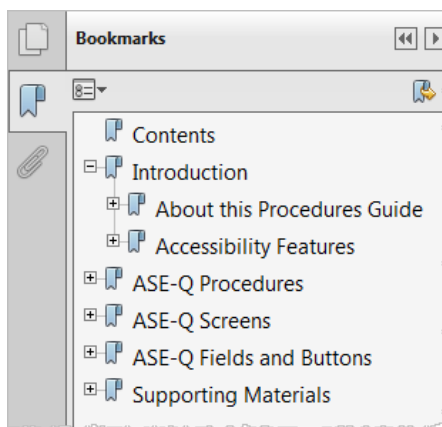 Bookmarks
Contents
Introduction
About this Procedures Guide
Accessibility Features
ASE-Q Procedures
ASE-Q Screens
ASE-Q Fields and Buttons
Supporting Materials